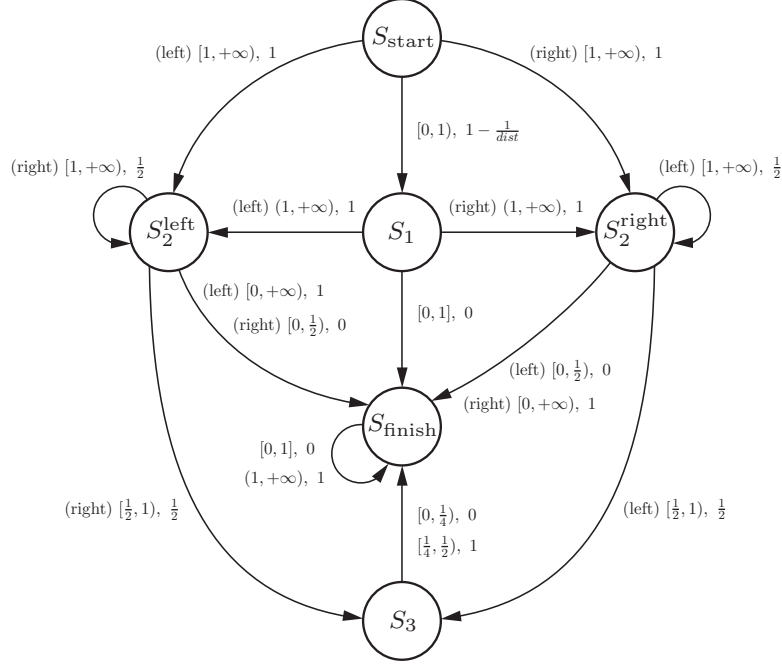 S_start
(left) [1, +∞), 1
(right) [1, +∞), 1
[0, 1), 1 − 1/dist
(right) [1, +∞), 1/2
(left) [1, +∞), 1/2
(left) (1, +∞), 1
(right) (1, +∞), 1
S_2^left
S_1
S_2^right
(left) [0, +∞), 1
(right) [0, 1/2), 0
[0, 1], 0
(left) [0, 1/2), 0
(right) [0, +∞), 1
S_finish
[0, 1], 0
(1, +∞), 1
(right) [1/2, 1), 1/2
[0, 1/4), 0
[1/4, 1/2), 1
(left) [1/2, 1), 1/2
S_3